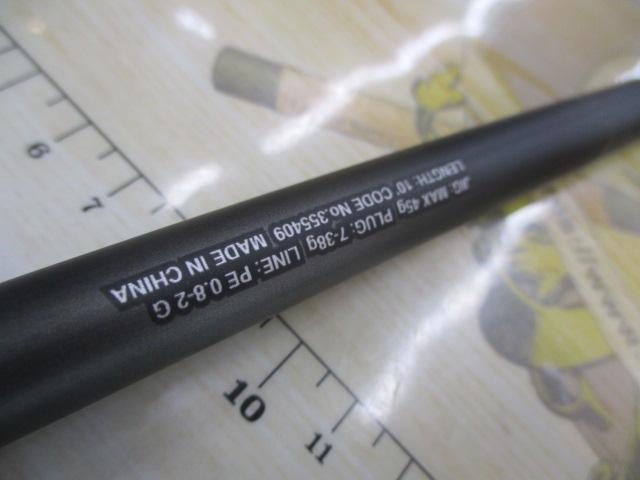 JIG: MAX 45g PLUG: 7-38g LINE: PE 0.8-2 G
LENGTH: 10' CODE No.355409 MADE IN CHINA
6
7
10
11